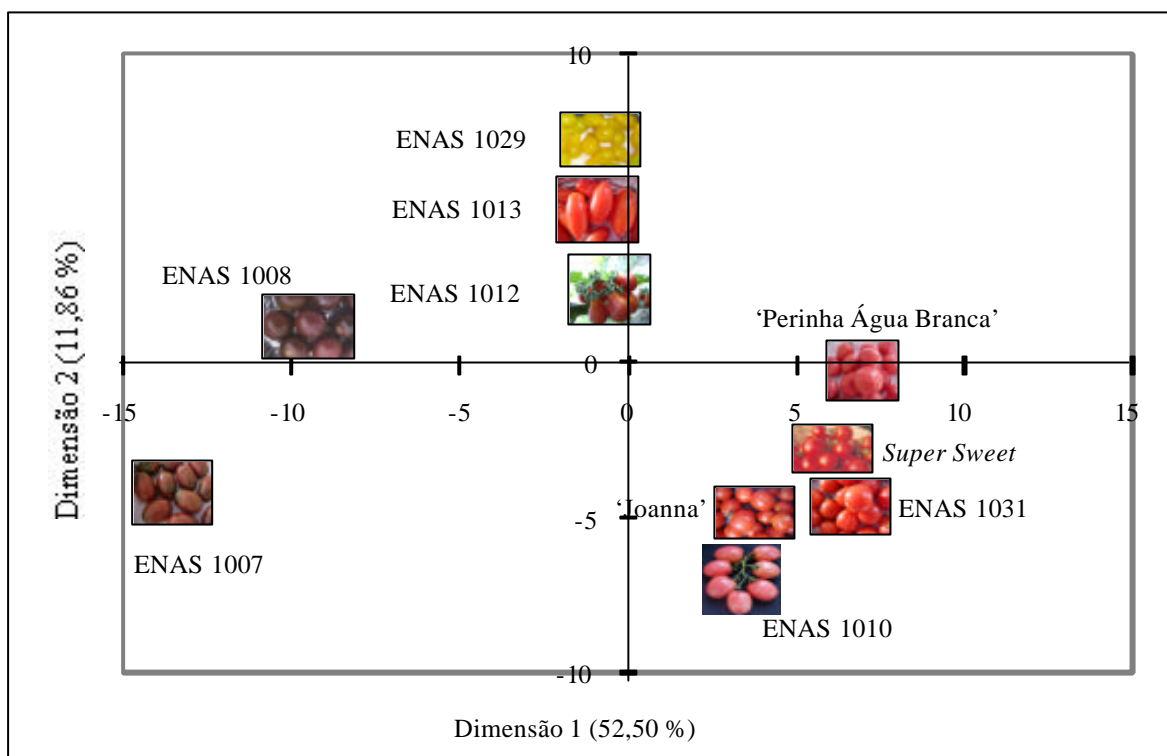 10
ENAS 1029
ENAS 1013
ENAS 1008
ENAS 1012
‘Perinha Água Branca’
0
-15
-10
-5
0
5
10
15
Super Sweet
‘Joanna’
ENAS 1031
-5
ENAS 1007
ENAS 1010
-10
Dimensão 2 (11,86 %)
Dimensão 1 (52,50 %)